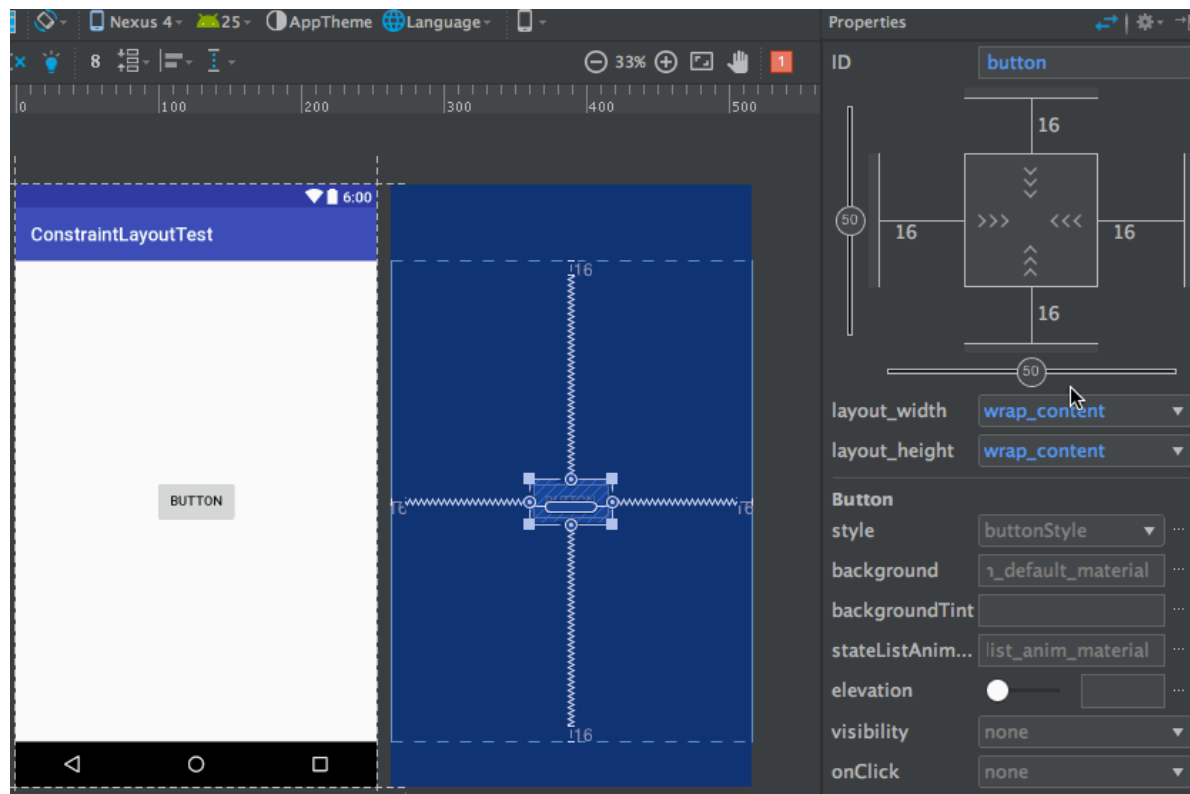 Nexus 4 25 AppTheme Language
Properties
8 33% 1
ID button
0 100 200 300 400 500
16
50
16 16
16
50
6:00
ConstraintLayoutTest
BUTTON
16
16 16
16
layout_width wrap_content
layout_height wrap_content
Button
style buttonStyle ...
background _default_material ...
backgroundTint ...
stateListAnim... list_anim_material ...
elevation ...
visibility none
onClick none